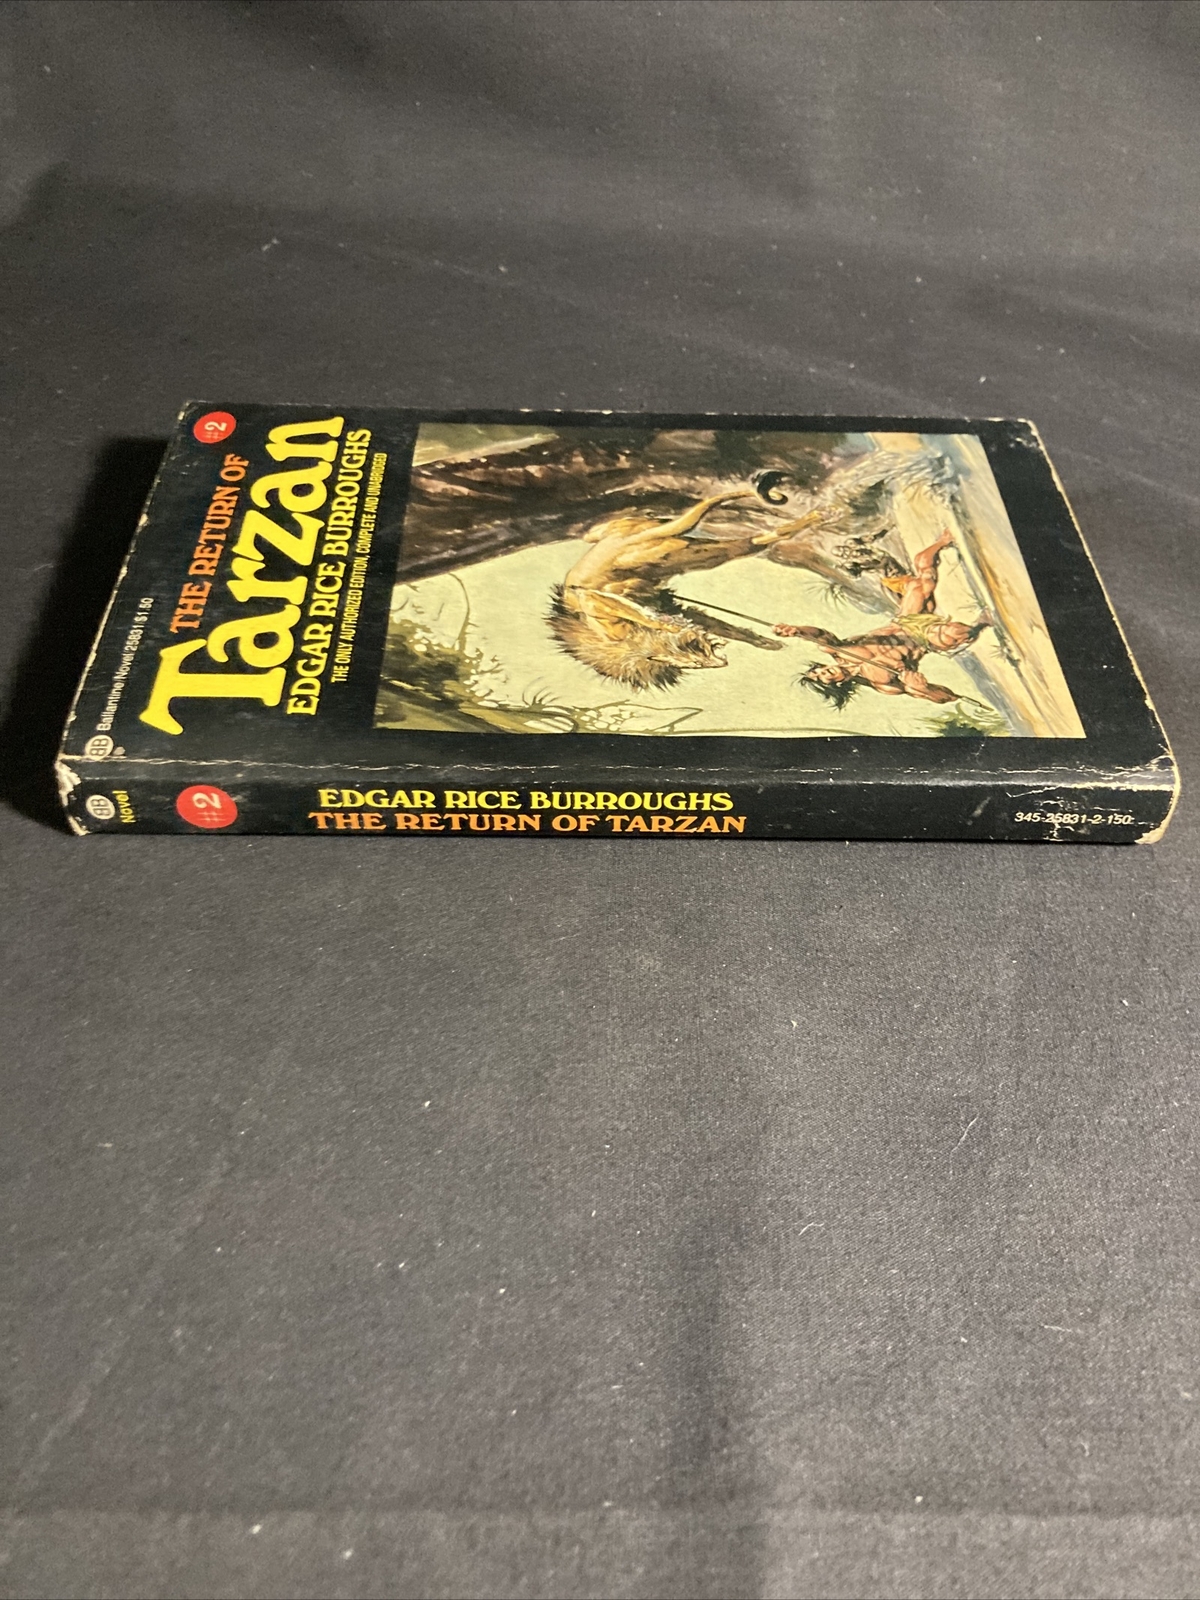 BB Ballantine Novel 25831 $1.50
#2
THE RETURN OF
Tarzan
EDGAR RICE BURROUGHS
THE ONLY AUTHORIZED EDITION, COMPLETE AND UNABRIDGED
BB
Novel
#2
EDGAR RICE BURROUGHS
THE RETURN OF TARZAN
345-25831-2-150